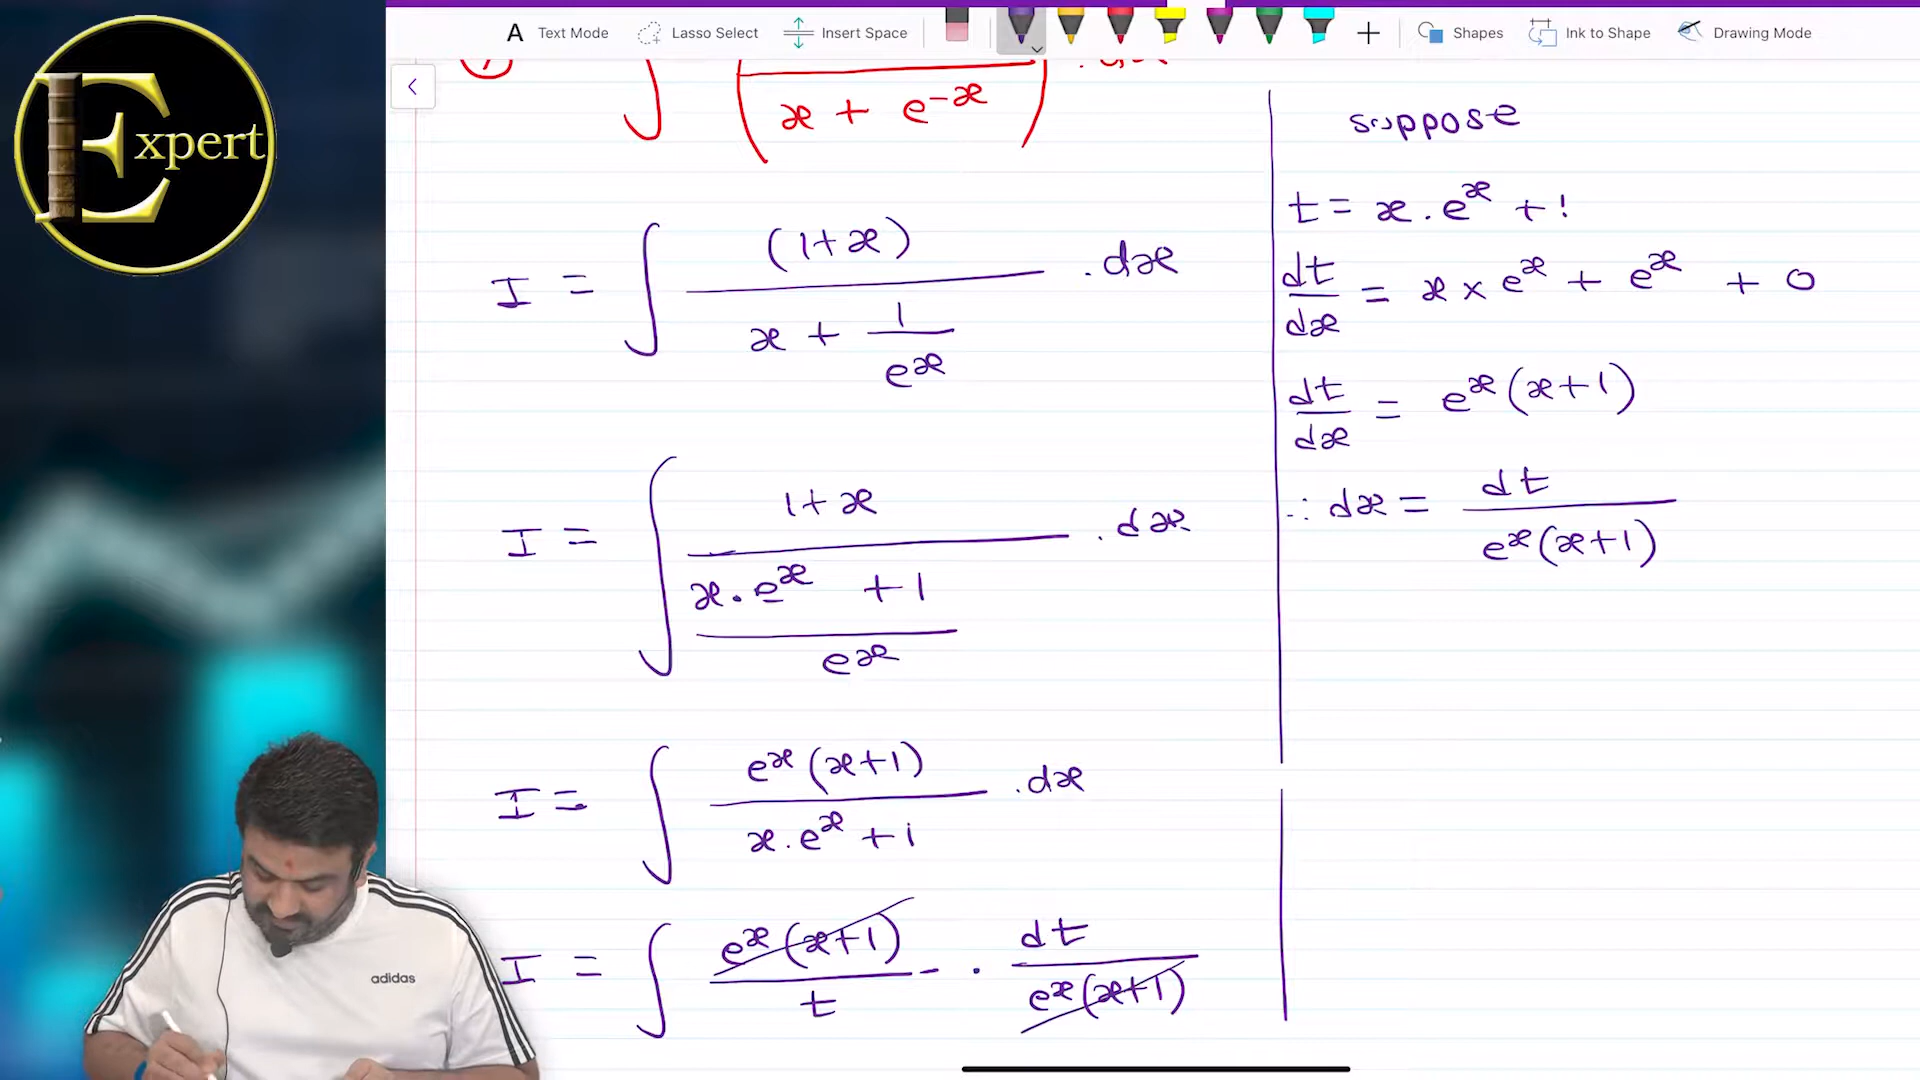 Expert
A Text Mode Lasso Select Insert Space + Shapes Ink to Shape Drawing Mode
<
x + e^{-x}
I = ∫ (1+x) / (x + 1/e^x) . dx
I = ∫ 1+x / ((x . e^x + 1) / e^x) . dx
I = ∫ e^x (x+1) / (x . e^x + 1) . dx
I = ∫ e^x (x+1) / t . dt / e^x (x+1)
suppose
t = x . e^x + 1
dt/dx = x × e^x + e^x + 0
dt/dx = e^x (x+1)
∴ dx = dt / e^x (x+1)
adidas